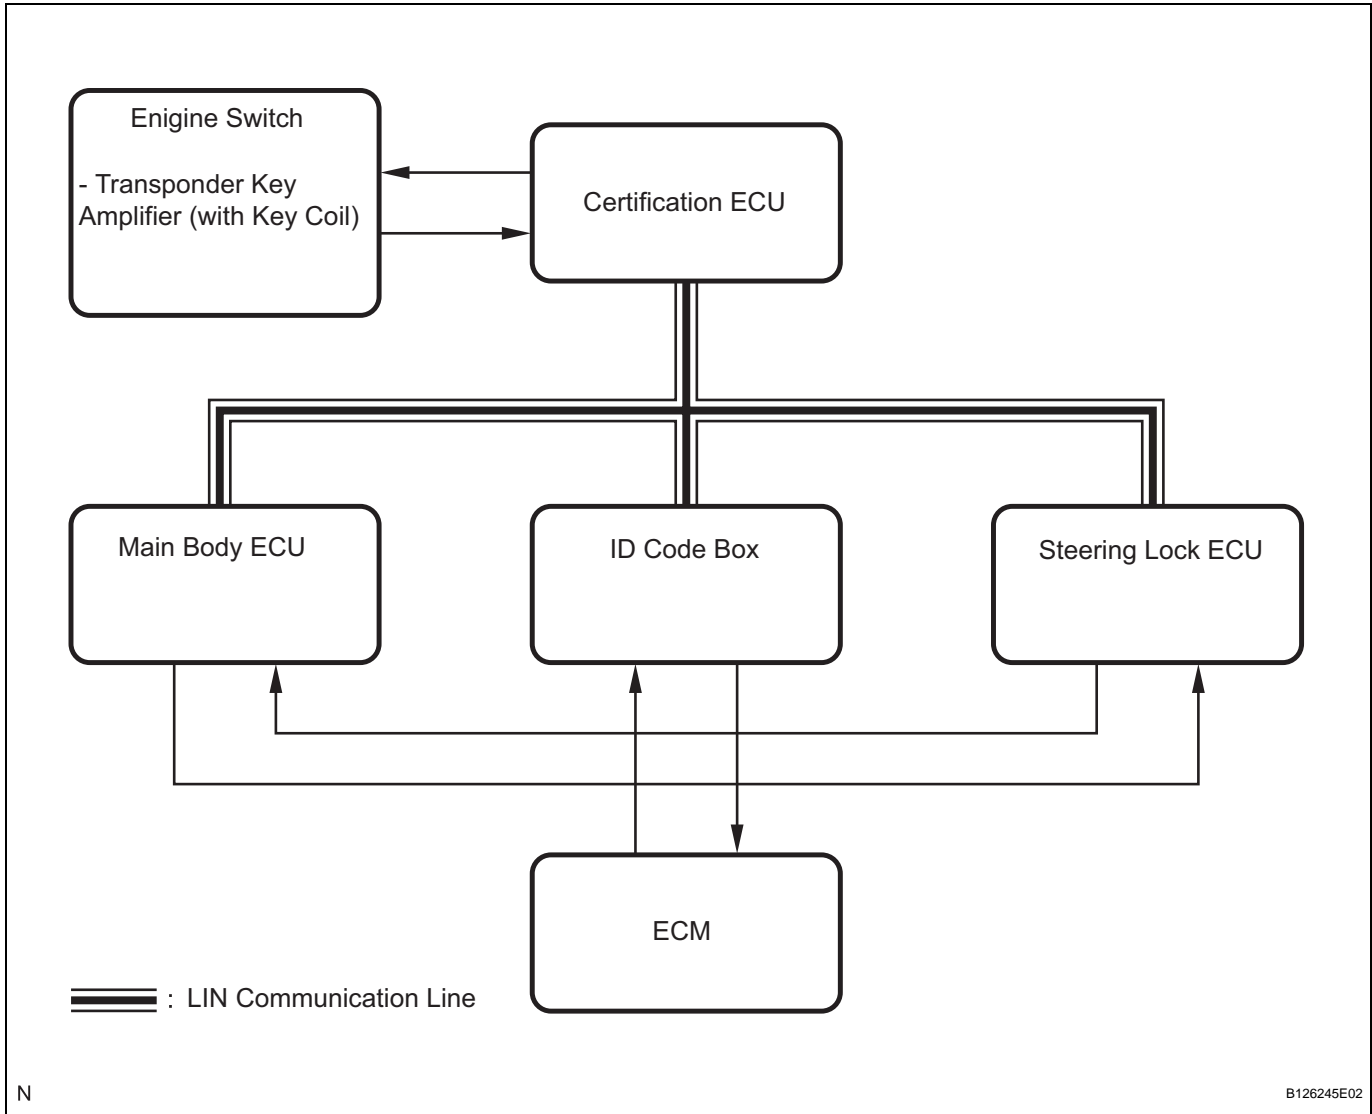 Enigine Switch
- Transponder Key
Amplifier (with Key Coil)
Certification ECU
Main Body ECU
ID Code Box
Steering Lock ECU
ECM
: LIN Communication Line
N
B126245E02